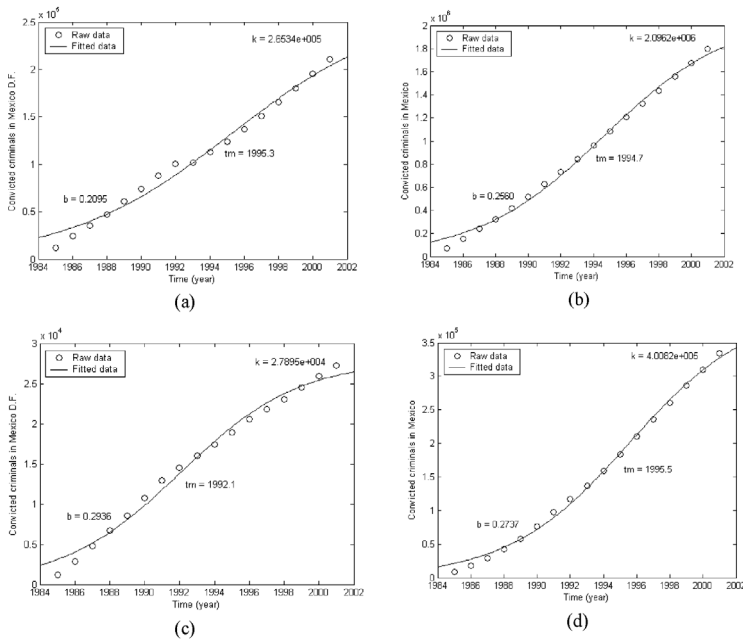 x 10⁵
Raw data
Fitted data
k = 2.6534e+005
Convicted criminals in Mexico D.F.
2.5
2
1.5
1
0.5
0
tm = 1995.3
b = 0.2095
1984 1986 1988 1990 1992 1994 1996 1998 2000 2002
Time (year)
(a)
x 10⁶
Raw data
Fitted data
k = 2.0962e+006
Convicted criminals in Mexico
2
1.8
1.6
1.4
1.2
1
0.8
0.6
0.4
0.2
0
tm = 1994.7
b = 0.2560
1984 1986 1988 1990 1992 1994 1996 1998 2000 2002
Time (year)
(b)
x 10⁴
Raw data
Fitted data
k = 2.7895e+004
Convicted criminals in Mexico D.F.
3
2.5
2
1.5
1
0.5
0
tm = 1992.1
b = 0.2936
1984 1986 1988 1990 1992 1994 1996 1998 2000 2002
Time (year)
(c)
x 10⁵
Raw data
Fitted data
k = 4.0082e+005
Convicted criminals in Mexico
3.5
3
2.5
2
1.5
1
0.5
0
tm = 1995.5
b = 0.2737
1984 1986 1988 1990 1992 1994 1996 1998 2000 2002
Time (year)
(d)